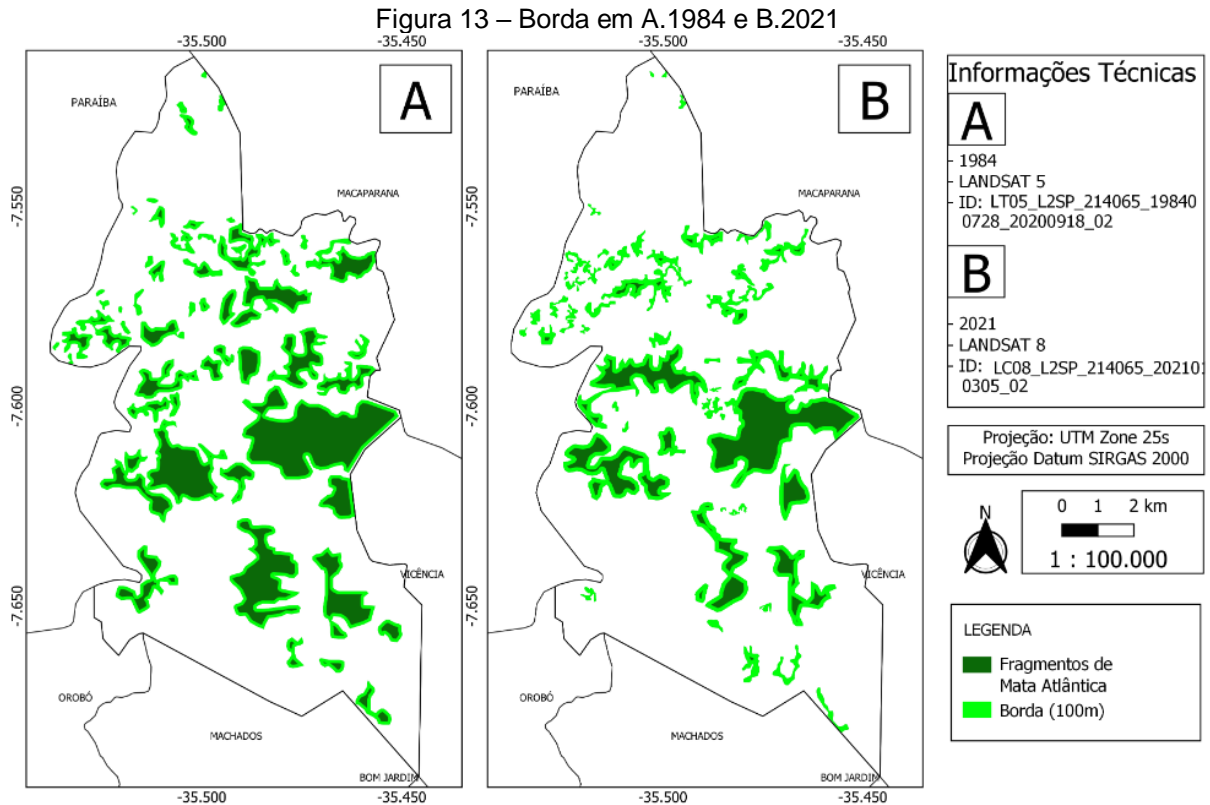 Figura 13 – Borda em A.1984 e B.2021
-35.500
-35.450
-35.500
-35.450
A
PARAÍBA
MACAPARANA
-7.550
-7.600
-7.650
VICÊNCIA
OROBÓ
MACHADOS
BOM JARDIM
-35.500
-35.450
B
PARAÍBA
MACAPARANA
VICÊNCIA
OROBÓ
MACHADOS
BOM JARDIM
-7.550
-7.600
-7.650
-35.500
-35.450
Informações Técnicas
A
- 1984
- LANDSAT 5
- ID: LT05_L2SP_214065_19840
0728_20200918_02
B
- 2021
- LANDSAT 8
- ID: LC08_L2SP_214065_202101
0305_02
Projeção: UTM Zone 25s
Projeção Datum SIRGAS 2000
N
0 1 2 km
1 : 100.000
LEGENDA
Fragmentos de
Mata Atlântica
Borda (100m)